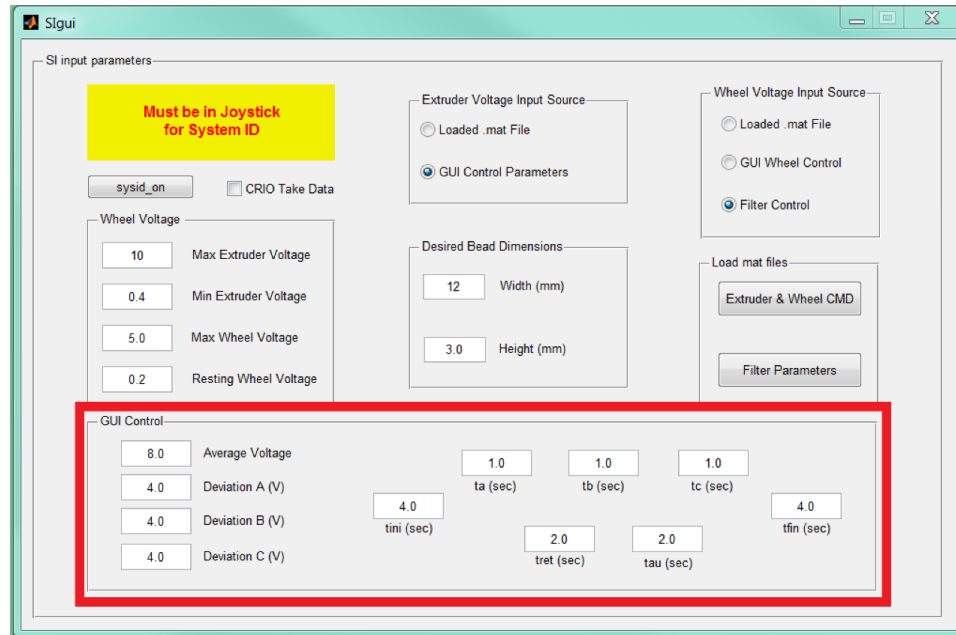 SIgui
SI input parameters
Must be in Joystick
for System ID
sysid_on
CRIO Take Data
Wheel Voltage
10 Max Extruder Voltage
0.4 Min Extruder Voltage
5.0 Max Wheel Voltage
0.2 Resting Wheel Voltage
Extruder Voltage Input Source
Loaded .mat File
GUI Control Parameters
Desired Bead Dimensions
12 Width (mm)
3.0 Height (mm)
Wheel Voltage Input Source
Loaded .mat File
GUI Wheel Control
Filter Control
Load mat files
Extruder & Wheel CMD
Filter Parameters
GUI Control
8.0 Average Voltage
4.0 Deviation A (V)
4.0 Deviation B (V)
4.0 Deviation C (V)
4.0
tini (sec)
1.0
ta (sec)
1.0
tb (sec)
1.0
tc (sec)
2.0
tret (sec)
2.0
tau (sec)
4.0
tfin (sec)